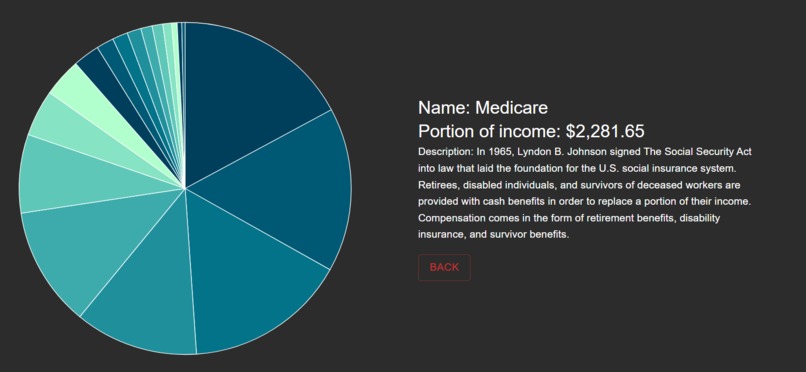 Name: Medicare
Portion of income: $2,281.65
Description: In 1965, Lyndon B. Johnson signed The Social Security Act
into law that laid the foundation for the U.S. social insurance system.
Retirees, disabled individuals, and survivors of deceased workers are
provided with cash benefits in order to replace a portion of their income.
Compensation comes in the form of retirement benefits, disability
insurance, and survivor benefits.
BACK